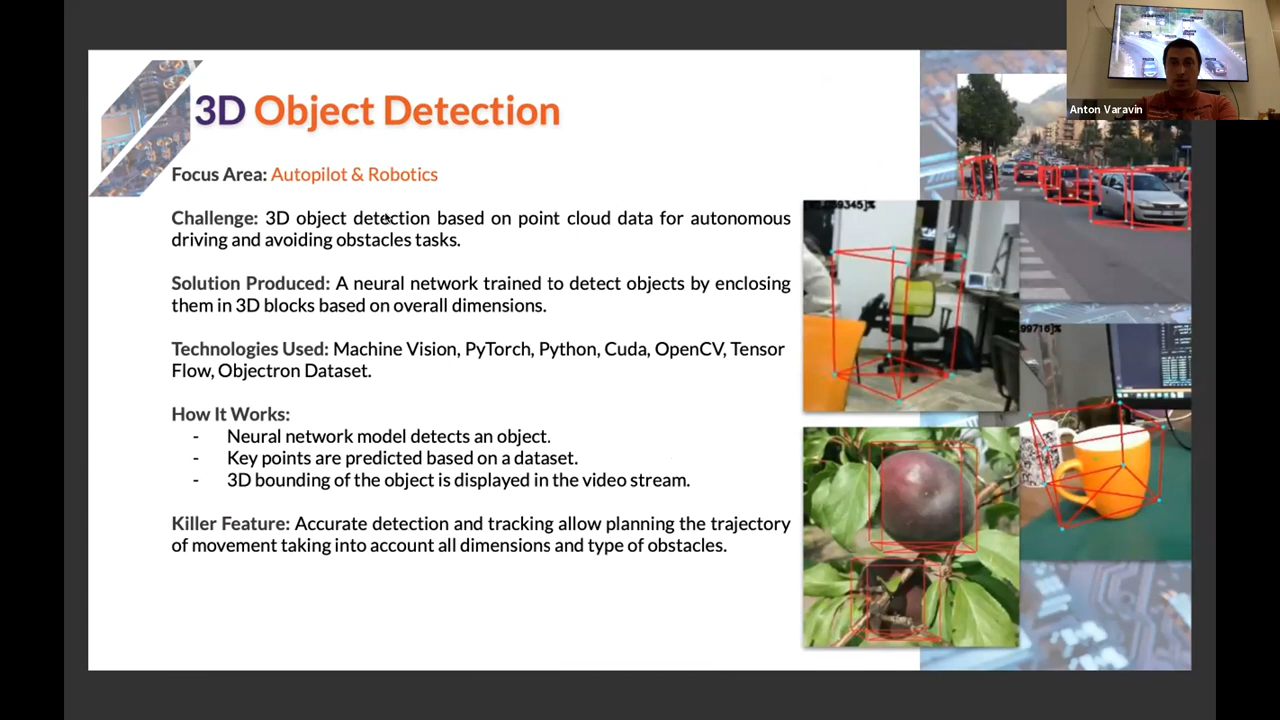 3D Object Detection
Anton Varavin
Focus Area: Autopilot & Robotics
Challenge: 3D object detection based on point cloud data for autonomous
driving and avoiding obstacles tasks.
Solution Produced: A neural network trained to detect objects by enclosing
them in 3D blocks based on overall dimensions.
Technologies Used: Machine Vision, PyTorch, Python, Cuda, OpenCV, Tensor
Flow, Objectron Dataset.
How It Works:
- Neural network model detects an object.
- Key points are predicted based on a dataset.
- 3D bounding of the object is displayed in the video stream.
Killer Feature: Accurate detection and tracking allow planning the trajectory
of movement taking into account all dimensions and type of obstacles.
99716]%